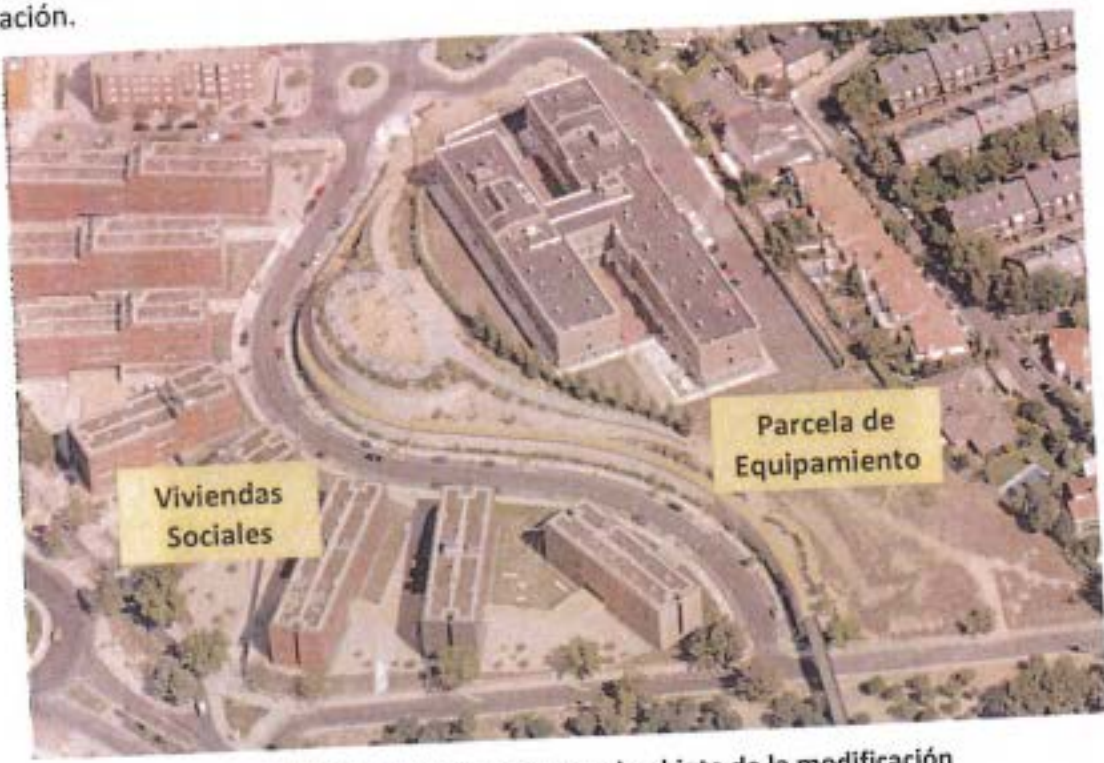 ación.
Viviendas
Sociales
Parcela de
Equipamiento
objeto de la modificación